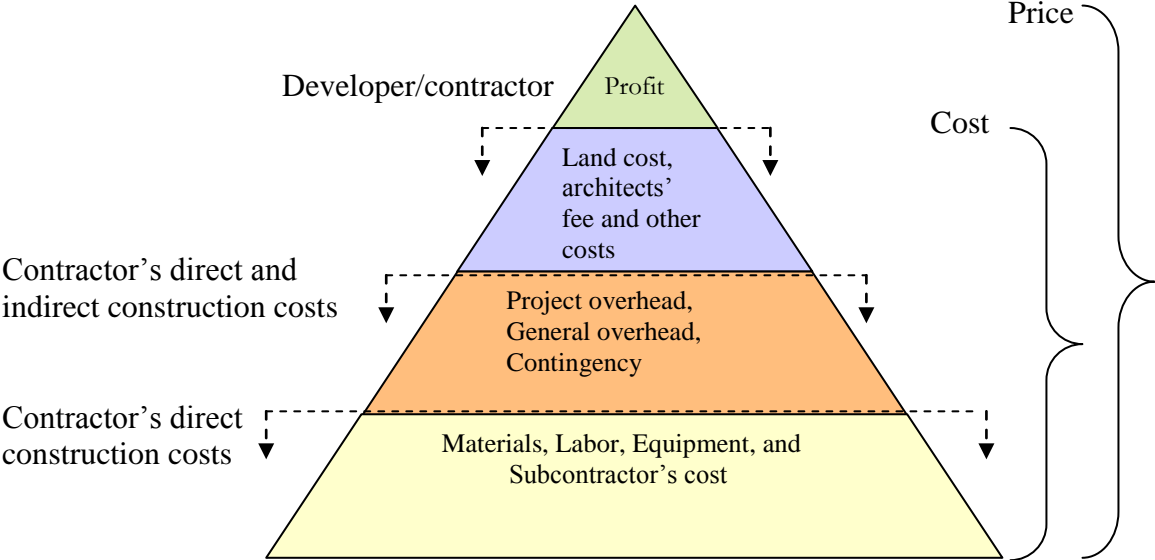 Price
Developer/contractor
Profit
Cost
Land cost,
architects’
fee and other
costs
Contractor’s direct and
indirect construction costs
Project overhead,
General overhead,
Contingency
Contractor’s direct
construction costs
Materials, Labor, Equipment, and
Subcontractor’s cost